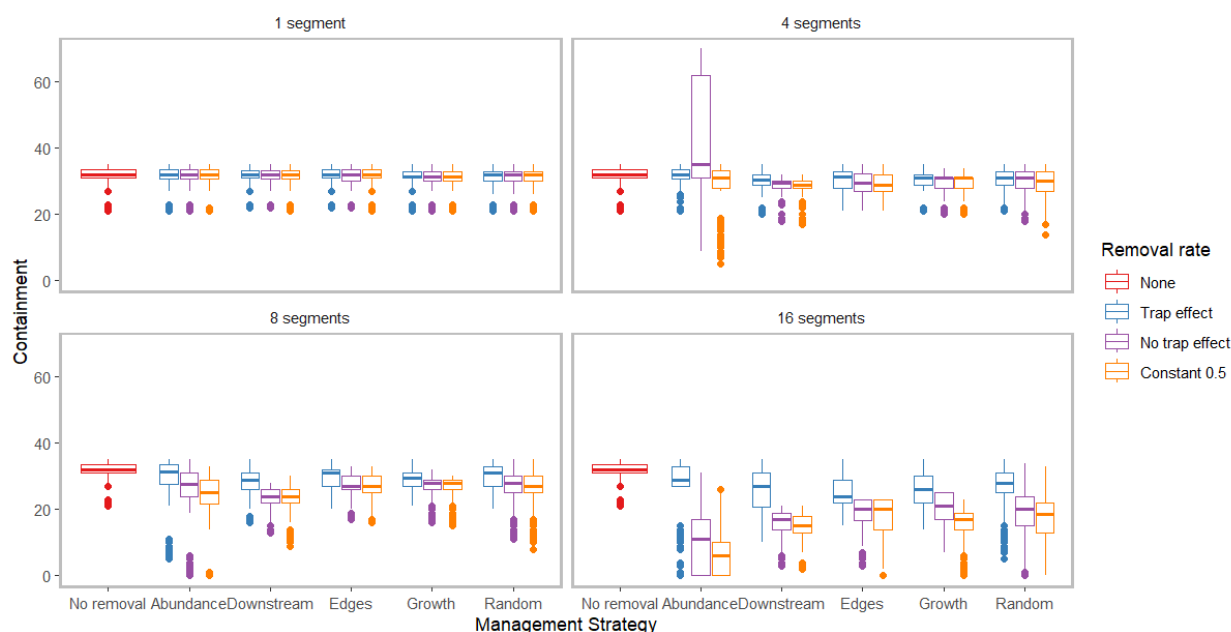 1 segment
4 segments
60
40
20
0
8 segments
16 segments
60
40
20
0
Containment
No removal Abundance Downstream Edges Growth Random
No removal Abundance Downstream Edges Growth Random
Management Strategy
Removal rate
None
Trap effect
No trap effect
Constant 0.5